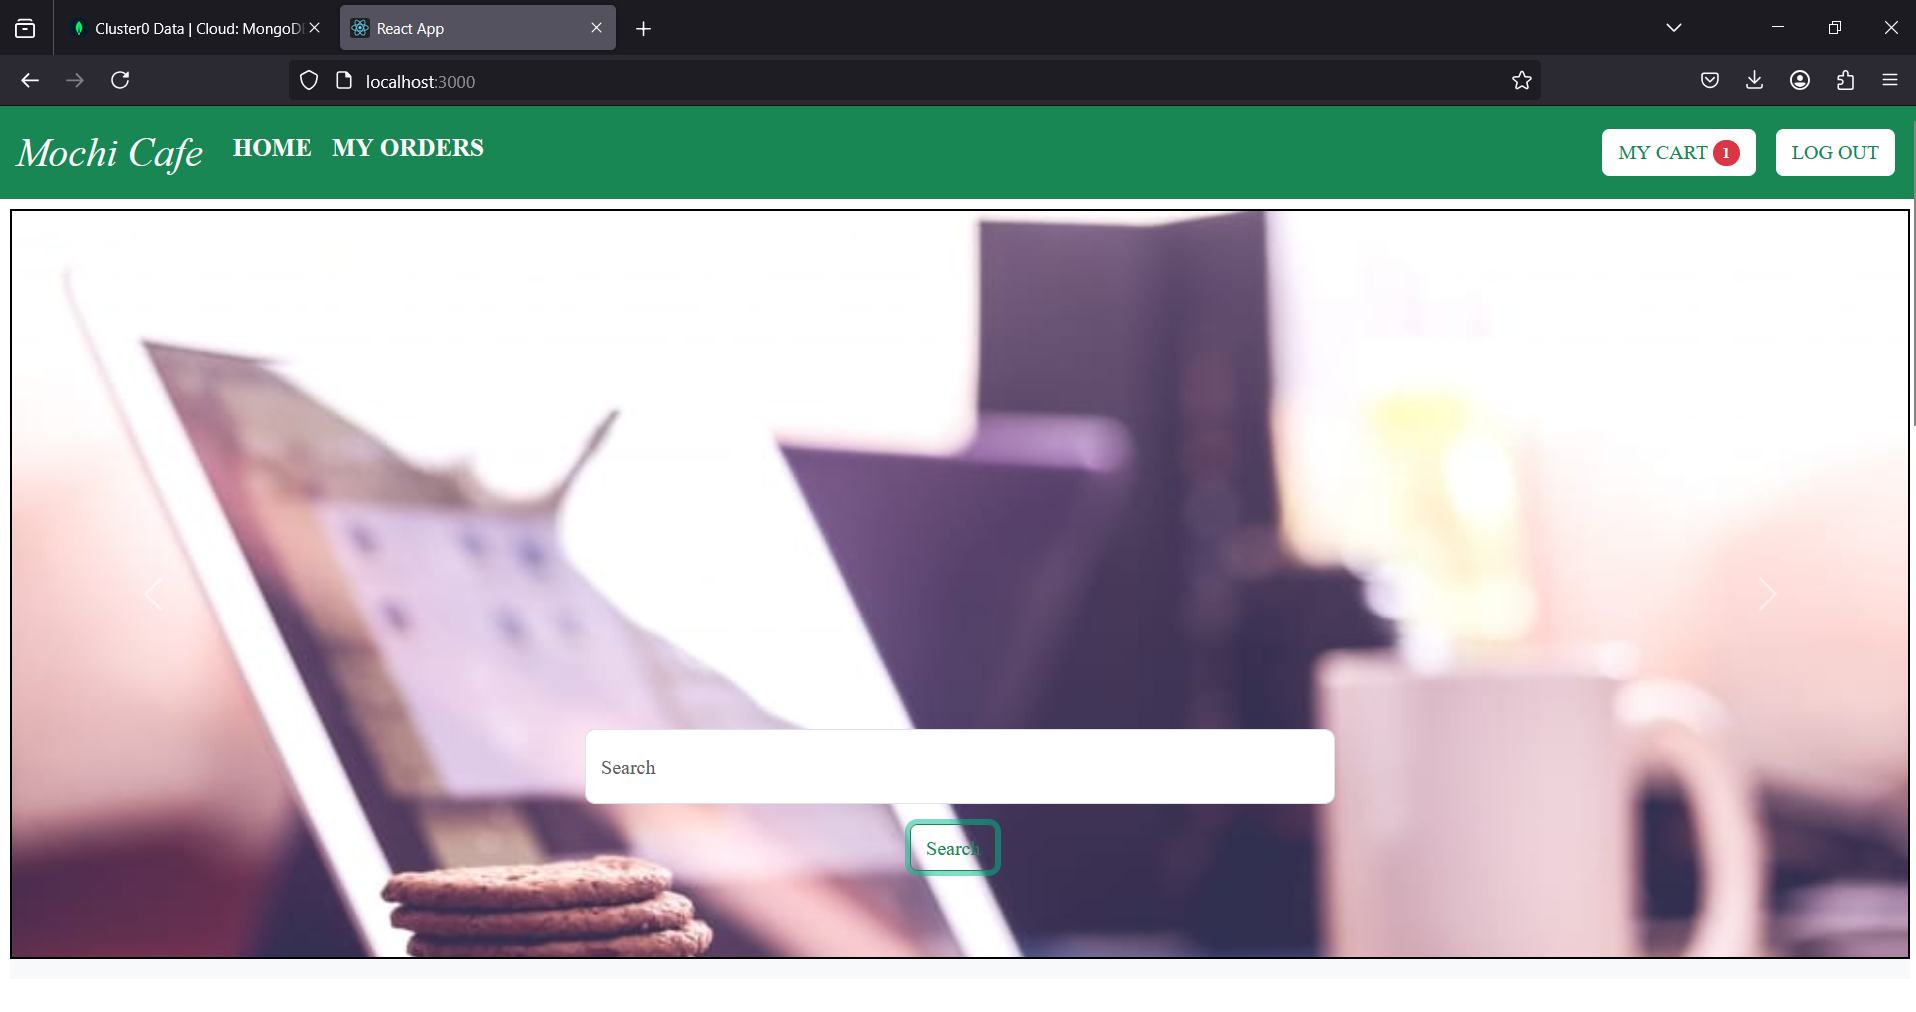 Cluster0 Data | Cloud: MongoD
React App
localhost:3000
Mochi Cafe
HOME
MY ORDERS
MY CART 1
LOG OUT
Search
Search